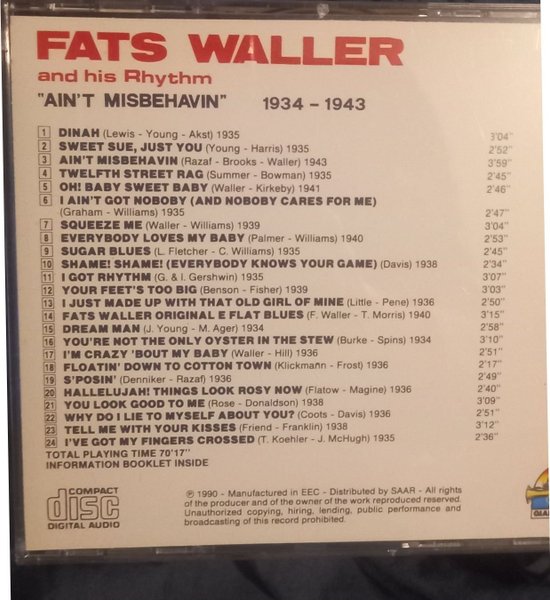 FATS WALLER
and his Rhythm
"AIN'T MISBEHAVIN" 1934 - 1943
1 DINAH (Lewis - Young - Akst) 1935 3'04"
2 SWEET SUE, JUST YOU (Young - Harris) 1935 2'52"
3 AIN'T MISBEHAVIN (Razaf - Brooks - Waller) 1943 3'59"
4 TWELFTH STREET RAG (Summer - Bowman) 1935 2'45"
5 OH! BABY SWEET BABY (Waller - Kirkeby) 1941 2'46"
6 I AIN'T GOT NOBOBY (AND NOBODY CARES FOR ME)
(Graham - Williams) 1935 2'47"
7 SQUEEZE ME (Waller - Williams) 1939 3'04"
8 EVERYBODY LOVES MY BABY (Palmer - Williams) 1940 2'53"
9 SUGAR BLUES (L. Fletcher - C. Williams) 1935 2'45"
10 SHAME! SHAME! (EVERYBODY KNOWS YOUR GAME) (Davis) 1938 2'34"
11 I GOT RHYTHM (G. & I. Gershwin) 1935 3'07"
12 YOUR FEET'S TOO BIG (Benson - Fisher) 1939 3'03"
13 I JUST MADE UP WITH THAT OLD GIRL OF MINE (Little - Pene) 1936 2'50"
14 FATS WALLER ORIGINAL E FLAT BLUES (F. Waller - T. Morris) 1940 3'15"
15 DREAM MAN (J. Young - M. Ager) 1934 2'58"
16 YOU'RE NOT THE ONLY OYSTER IN THE STEW (Burke - Spins) 1934 3'10"
17 I'M CRAZY 'BOUT MY BABY (Waller - Hill) 1936 2'51"
18 FLOATIN' DOWN TO COTTON TOWN (Klickmann - Frost) 1936 2'17"
19 S'POSIN' (Denniker - Razaf) 1936 2'49"
20 HALLELUJAH! THINGS LOOK ROSY NOW (Flatow - Magine) 1936 2'40"
21 YOU LOOK GOOD TO ME (Rose - Donaldson) 1938 3'09"
22 WHY DO I LIE TO MYSELF ABOUT YOU? (Coots - Davis) 1936 2'51"
23 TELL ME WITH YOUR KISSES (Friend - Franklin) 1938 3'12"
24 I'VE GOT MY FINGERS CROSSED (T. Koehler - J. McHugh) 1935 2'36"
TOTAL PLAYING TIME 70'17"
INFORMATION BOOKLET INSIDE
COMPACT
disc
DIGITAL AUDIO
℗ 1990 - Manufactured in EEC - Distributed by SAAR - All rights
of the producer and of the owner of the work reproduced reserved.
Unauthorized copying, hiring, lending, public performance and
broadcasting of this record prohibited.